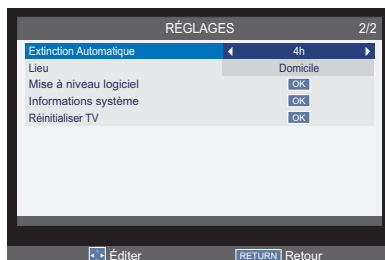 RÉGLAGES 2/2
Extinction Automatique 4h
Lieu Domicile
Mise à niveau logiciel OK
Informations système OK
Réinitialiser TV OK
Éditer RETURN Retour